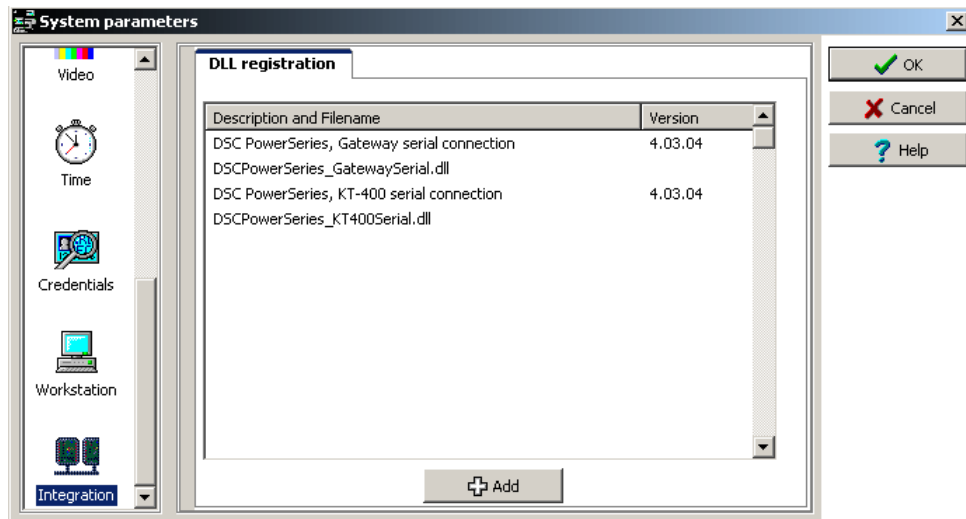 System parameters
Video
Time
Credentials
Workstation
Integration
DLL registration
Description and Filename Version
DSC PowerSeries, Gateway serial connection 4.03.04
DSCPowerSeries_GatewaySerial.dll
DSC PowerSeries, KT-400 serial connection 4.03.04
DSCPowerSeries_KT400Serial.dll
Add
OK
Cancel
Help